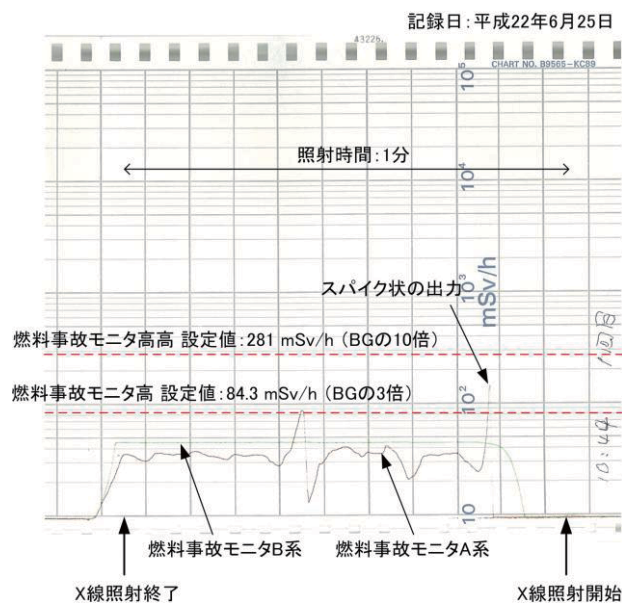 記録日：平成22年6月25日
43226.
CHART NO. B9565-KC89
10⁵
照射時間：1分
10⁴
10³
mSv/h
スパイク状の出力
燃料事故モニタ高高 設定値：281 mSv/h （BGの10倍）
1回目
燃料事故モニタ高 設定値：84.3 mSv/h （BGの3倍）
10²
10:44
10
燃料事故モニタB系
燃料事故モニタA系
X線照射終了
X線照射開始